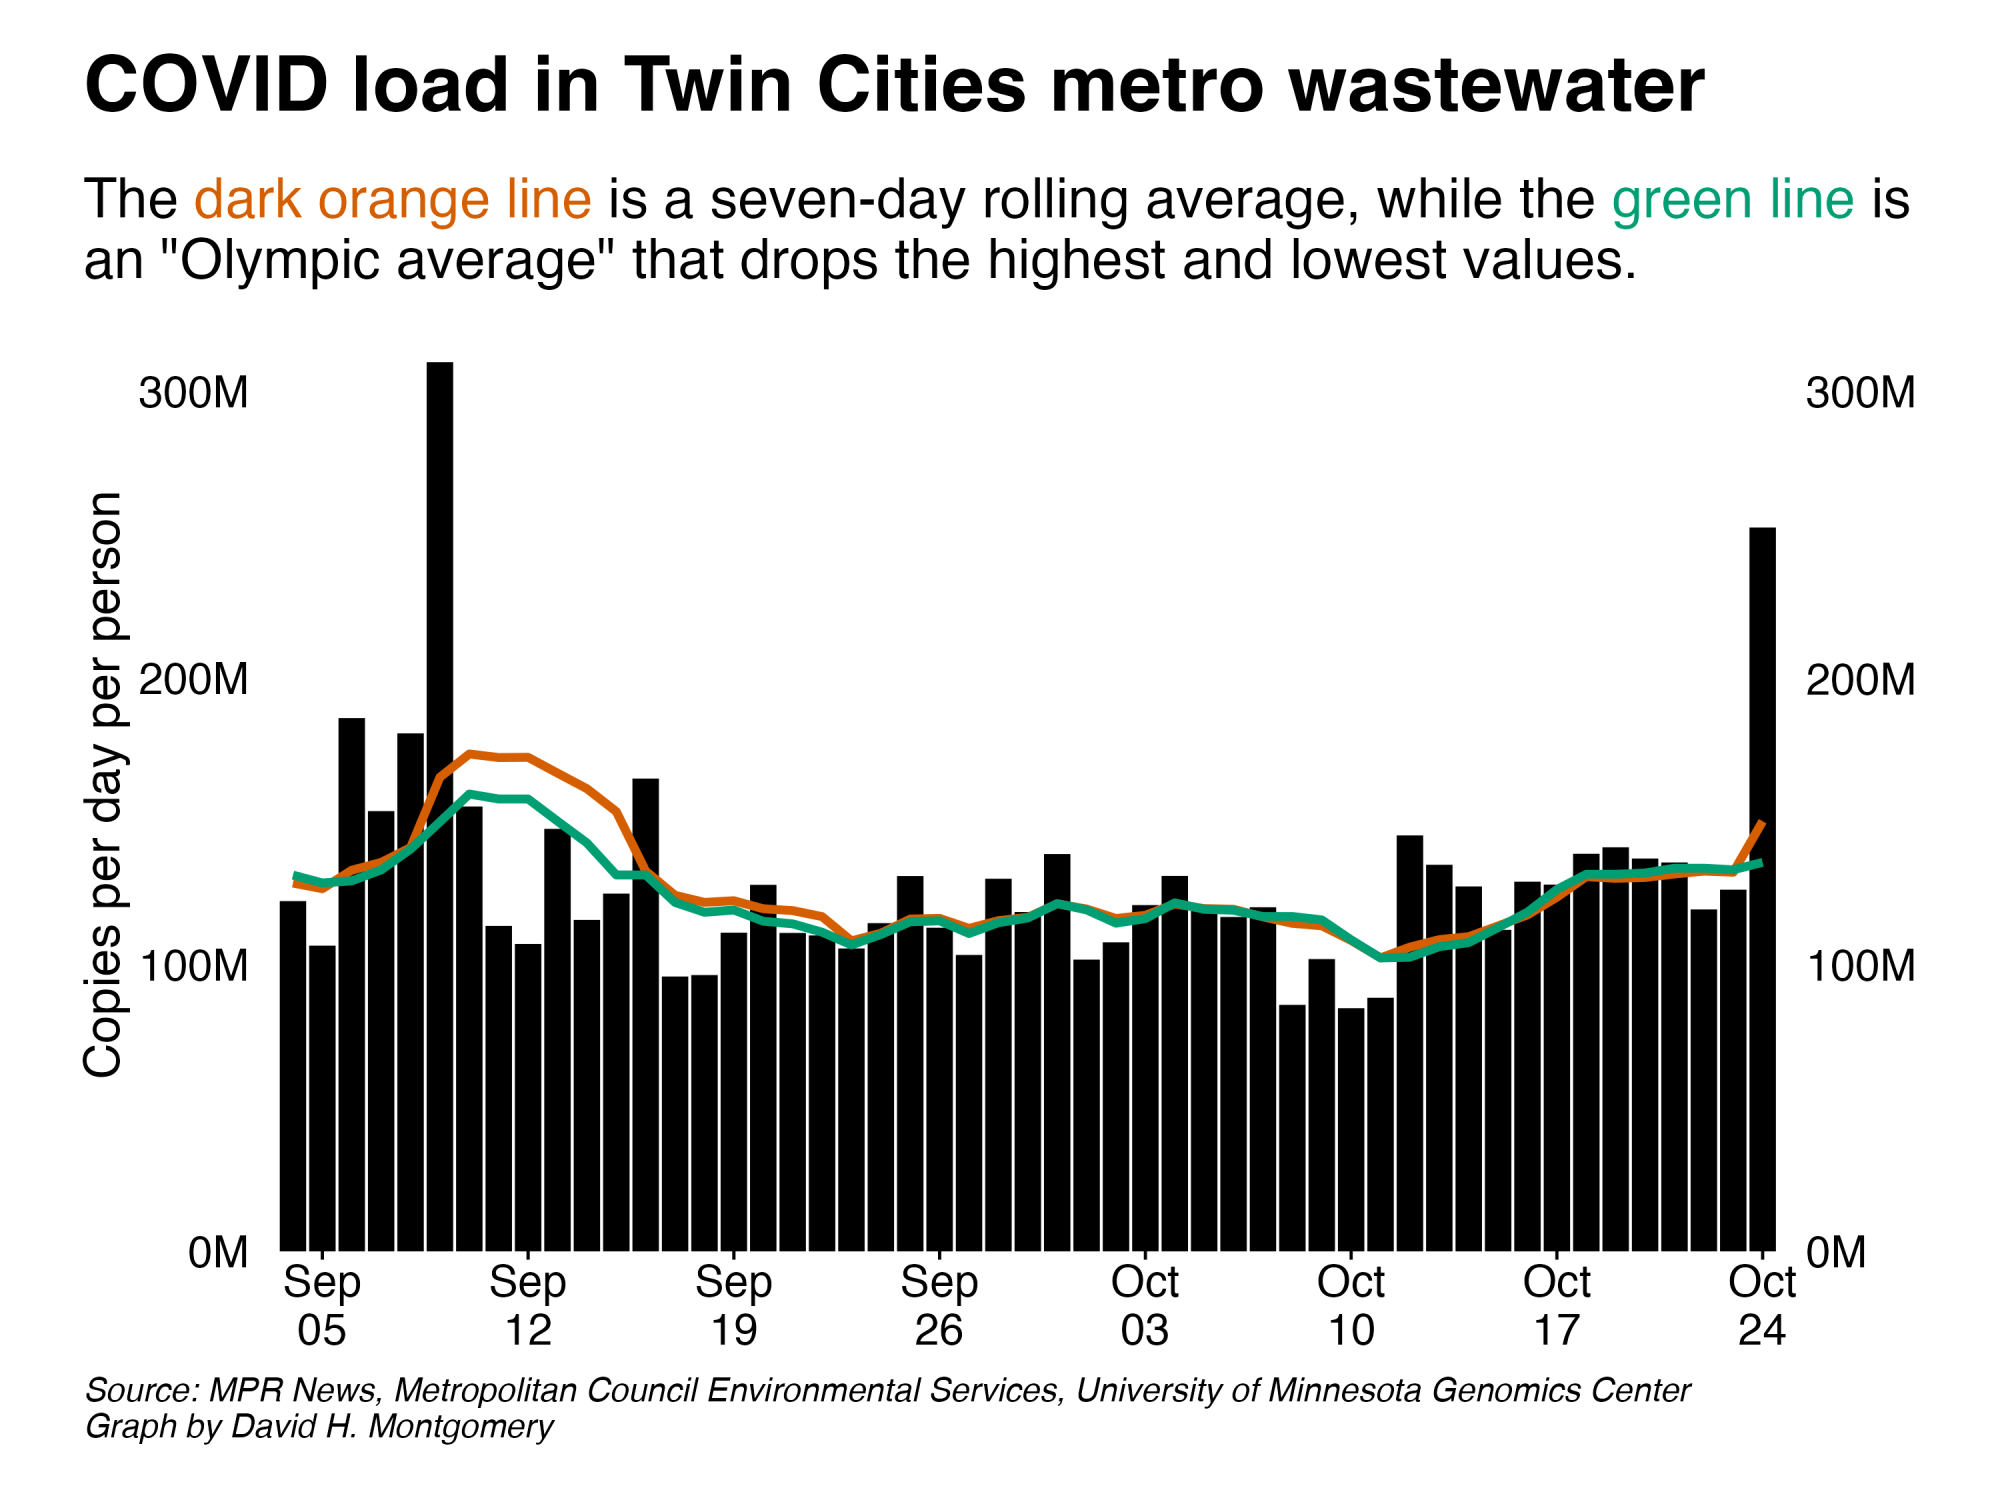 COVID load in Twin Cities metro wastewater
The dark orange line is a seven-day rolling average, while the green line is
an "Olympic average" that drops the highest and lowest values.
Copies per day per person
300M
200M
100M
0M
300M
200M
100M
0M
Sep
05
Sep
12
Sep
19
Sep
26
Oct
03
Oct
10
Oct
17
Oct
24
Source: MPR News, Metropolitan Council Environmental Services, University of Minnesota Genomics Center
Graph by David H. Montgomery